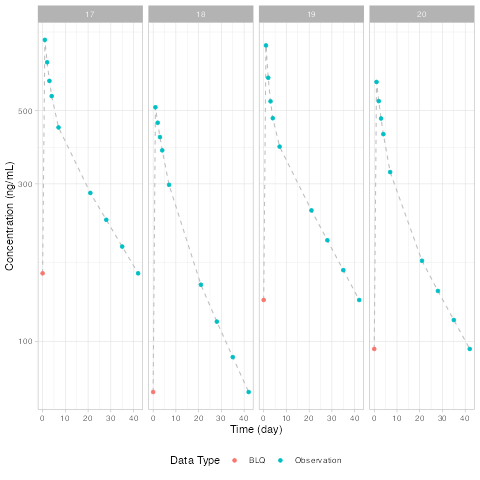 17 18 19 20
Concentration (ng/mL)
500
300
100
0 10 20 30 40 0 10 20 30 40 0 10 20 30 40 0 10 20 30 40
Time (day)
Data Type BLQ Observation